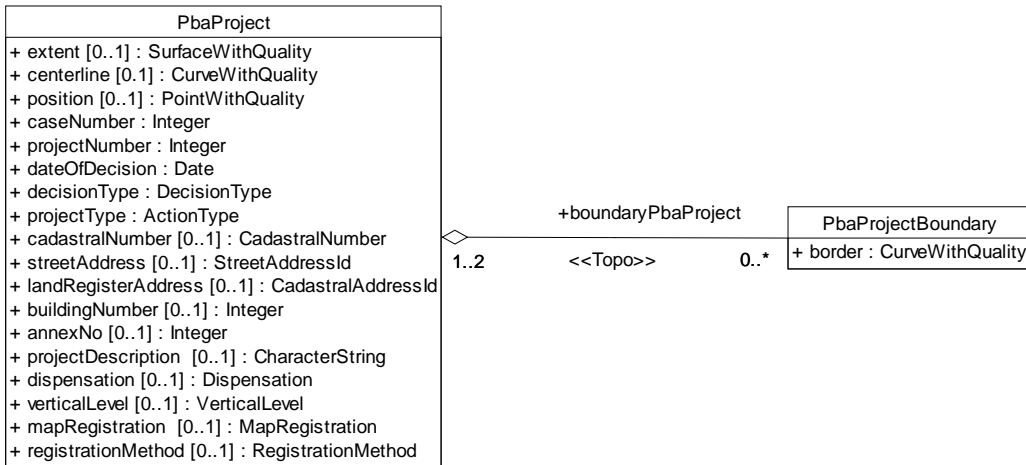 PbaProject
+ extent [0..1] : SurfaceWithQuality
+ centerline [0.1] : CurveWithQuality
+ position [0..1] : PointWithQuality
+ caseNumber : Integer
+ projectNumber : Integer
+ dateOfDecision : Date
+ decisionType : DecisionType
+ projectType : ActionType
+ cadastralNumber [0..1] : CadastralNumber
+ streetAddress [0..1] : StreetAddressId
+ landRegisterAddress [0..1] : CadastralAddressId
+ buildingNumber [0..1] : Integer
+ annexNo [0..1] : Integer
+ projectDescription [0..1] : CharacterString
+ dispensation [0..1] : Dispensation
+ verticalLevel [0..1] : VerticalLevel
+ mapRegistration [0..1] : MapRegistration
+ registrationMethod [0..1] : RegistrationMethod
+boundaryPbaProject
1..2 <<Topo>> 0..*
PbaProjectBoundary
+ border : CurveWithQuality